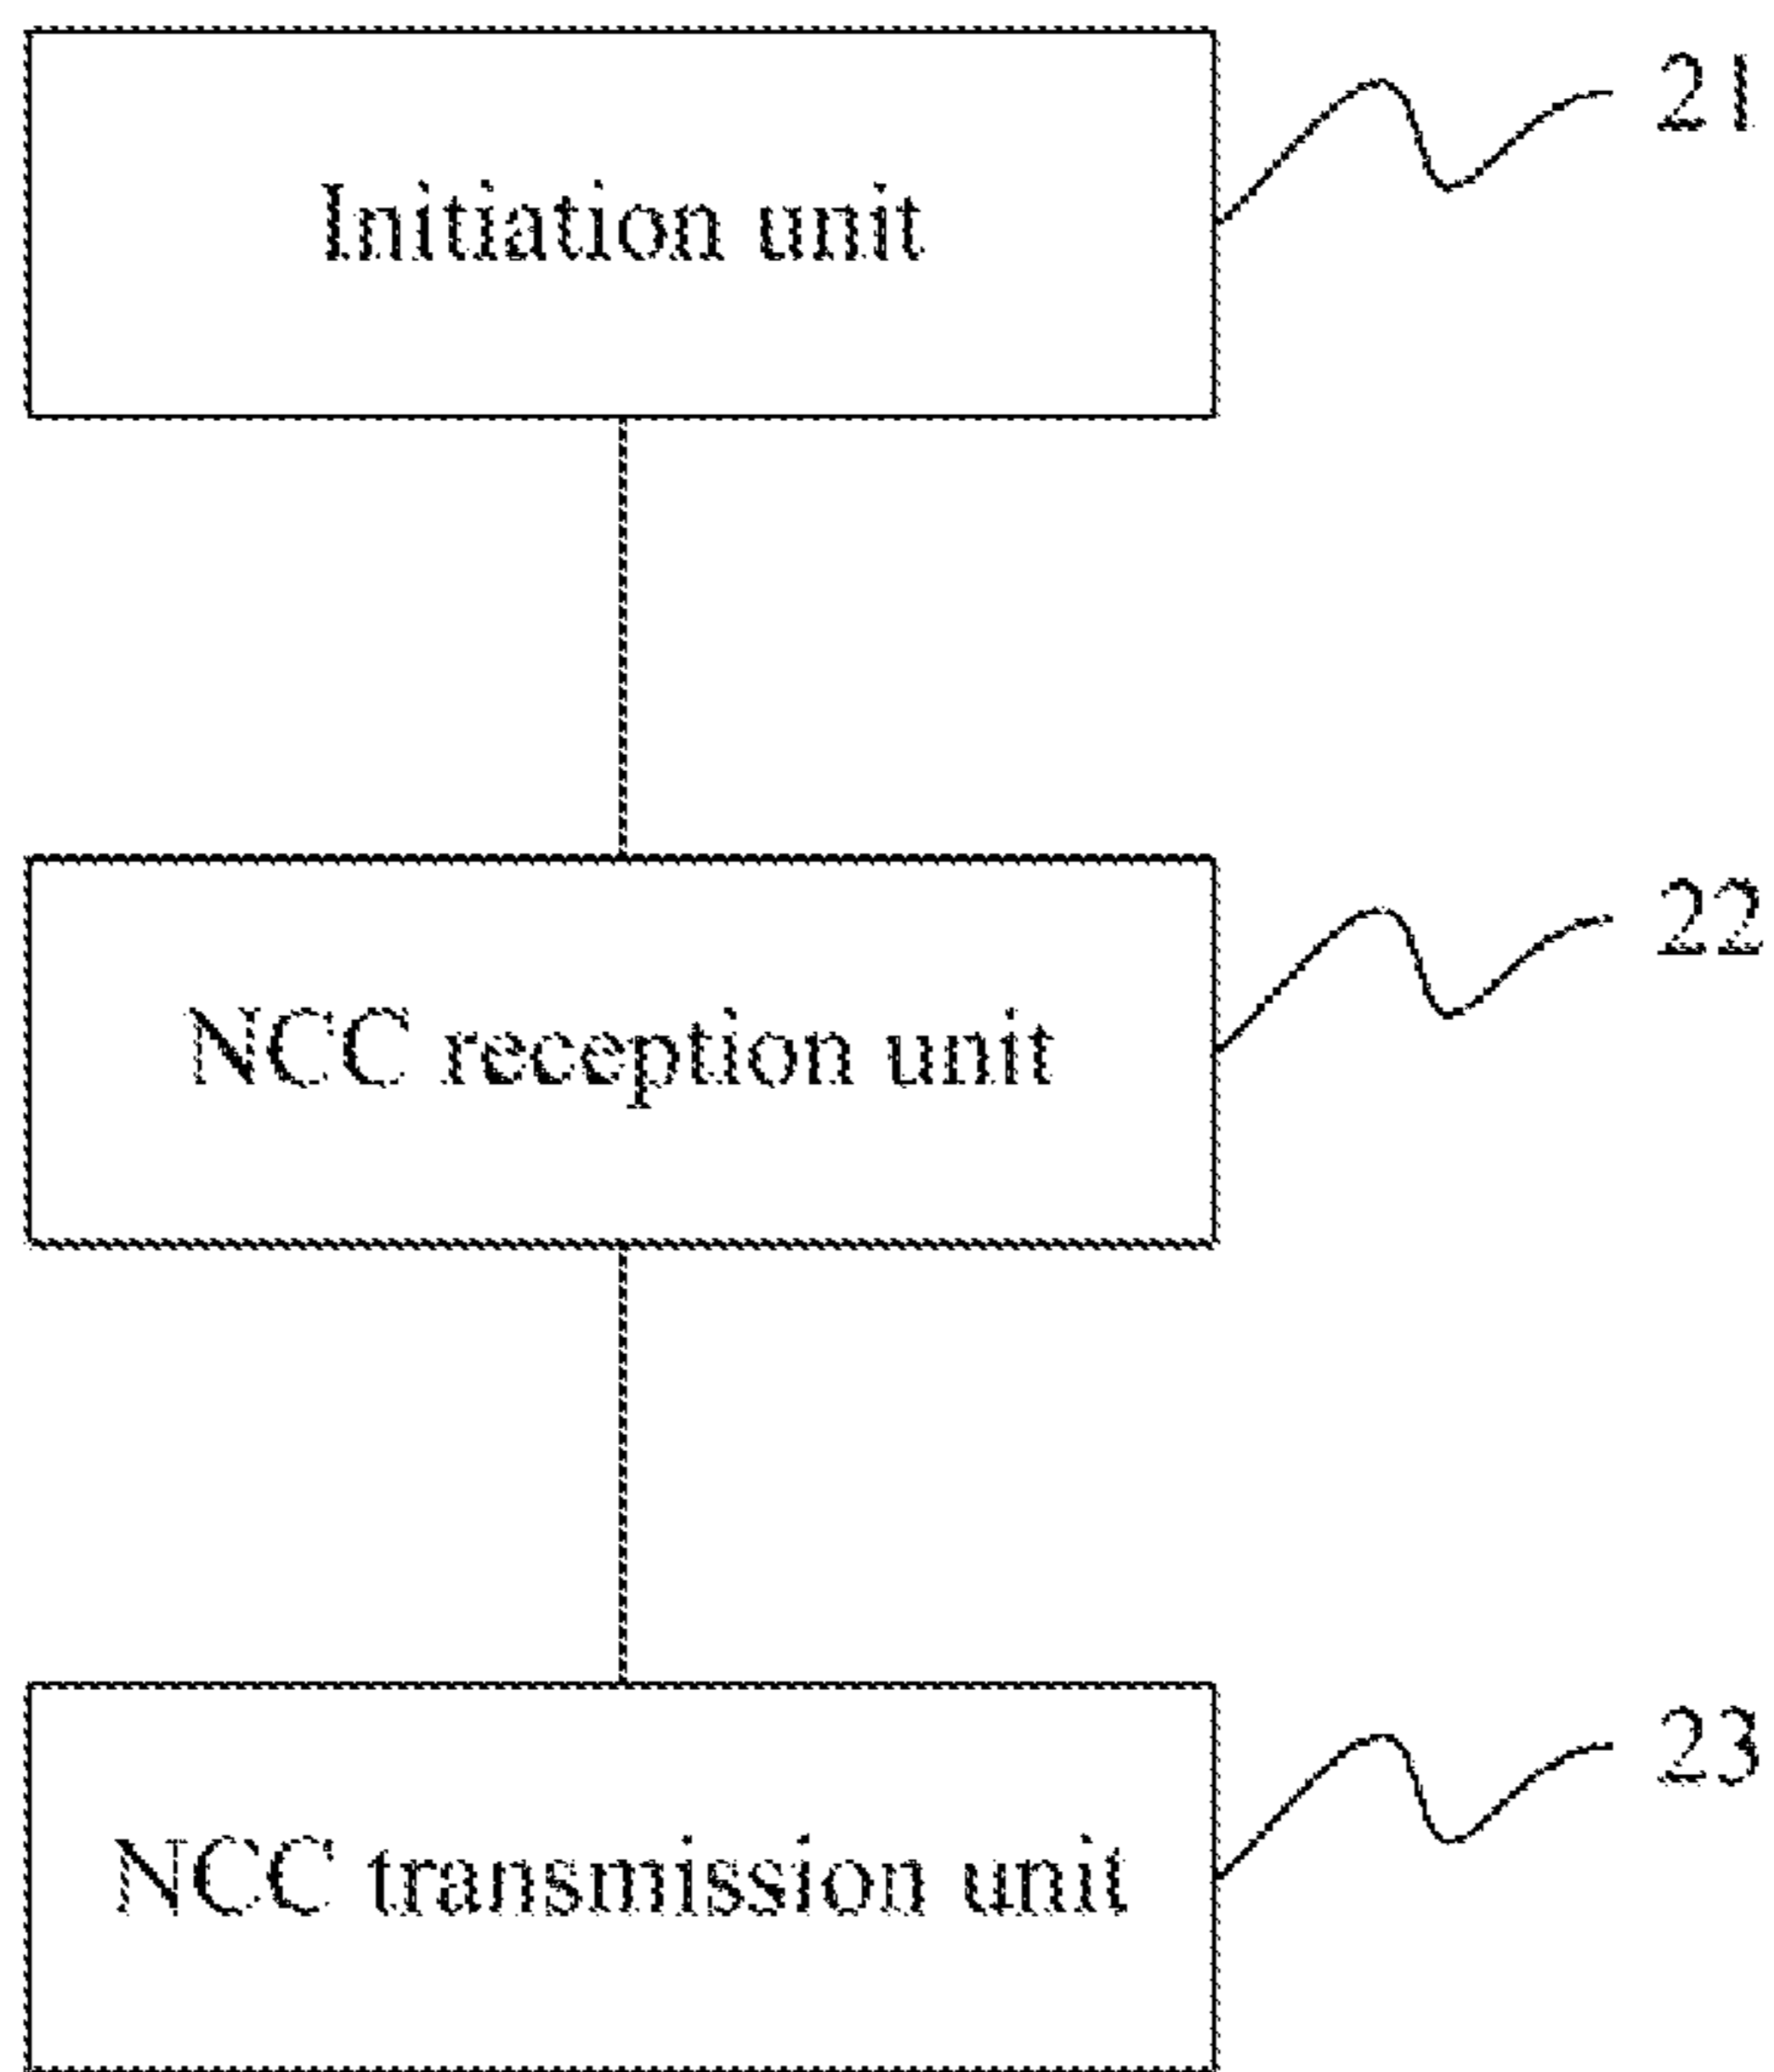 Initiation unit
21
NCC reception unit
22
NCC transmission unit
23